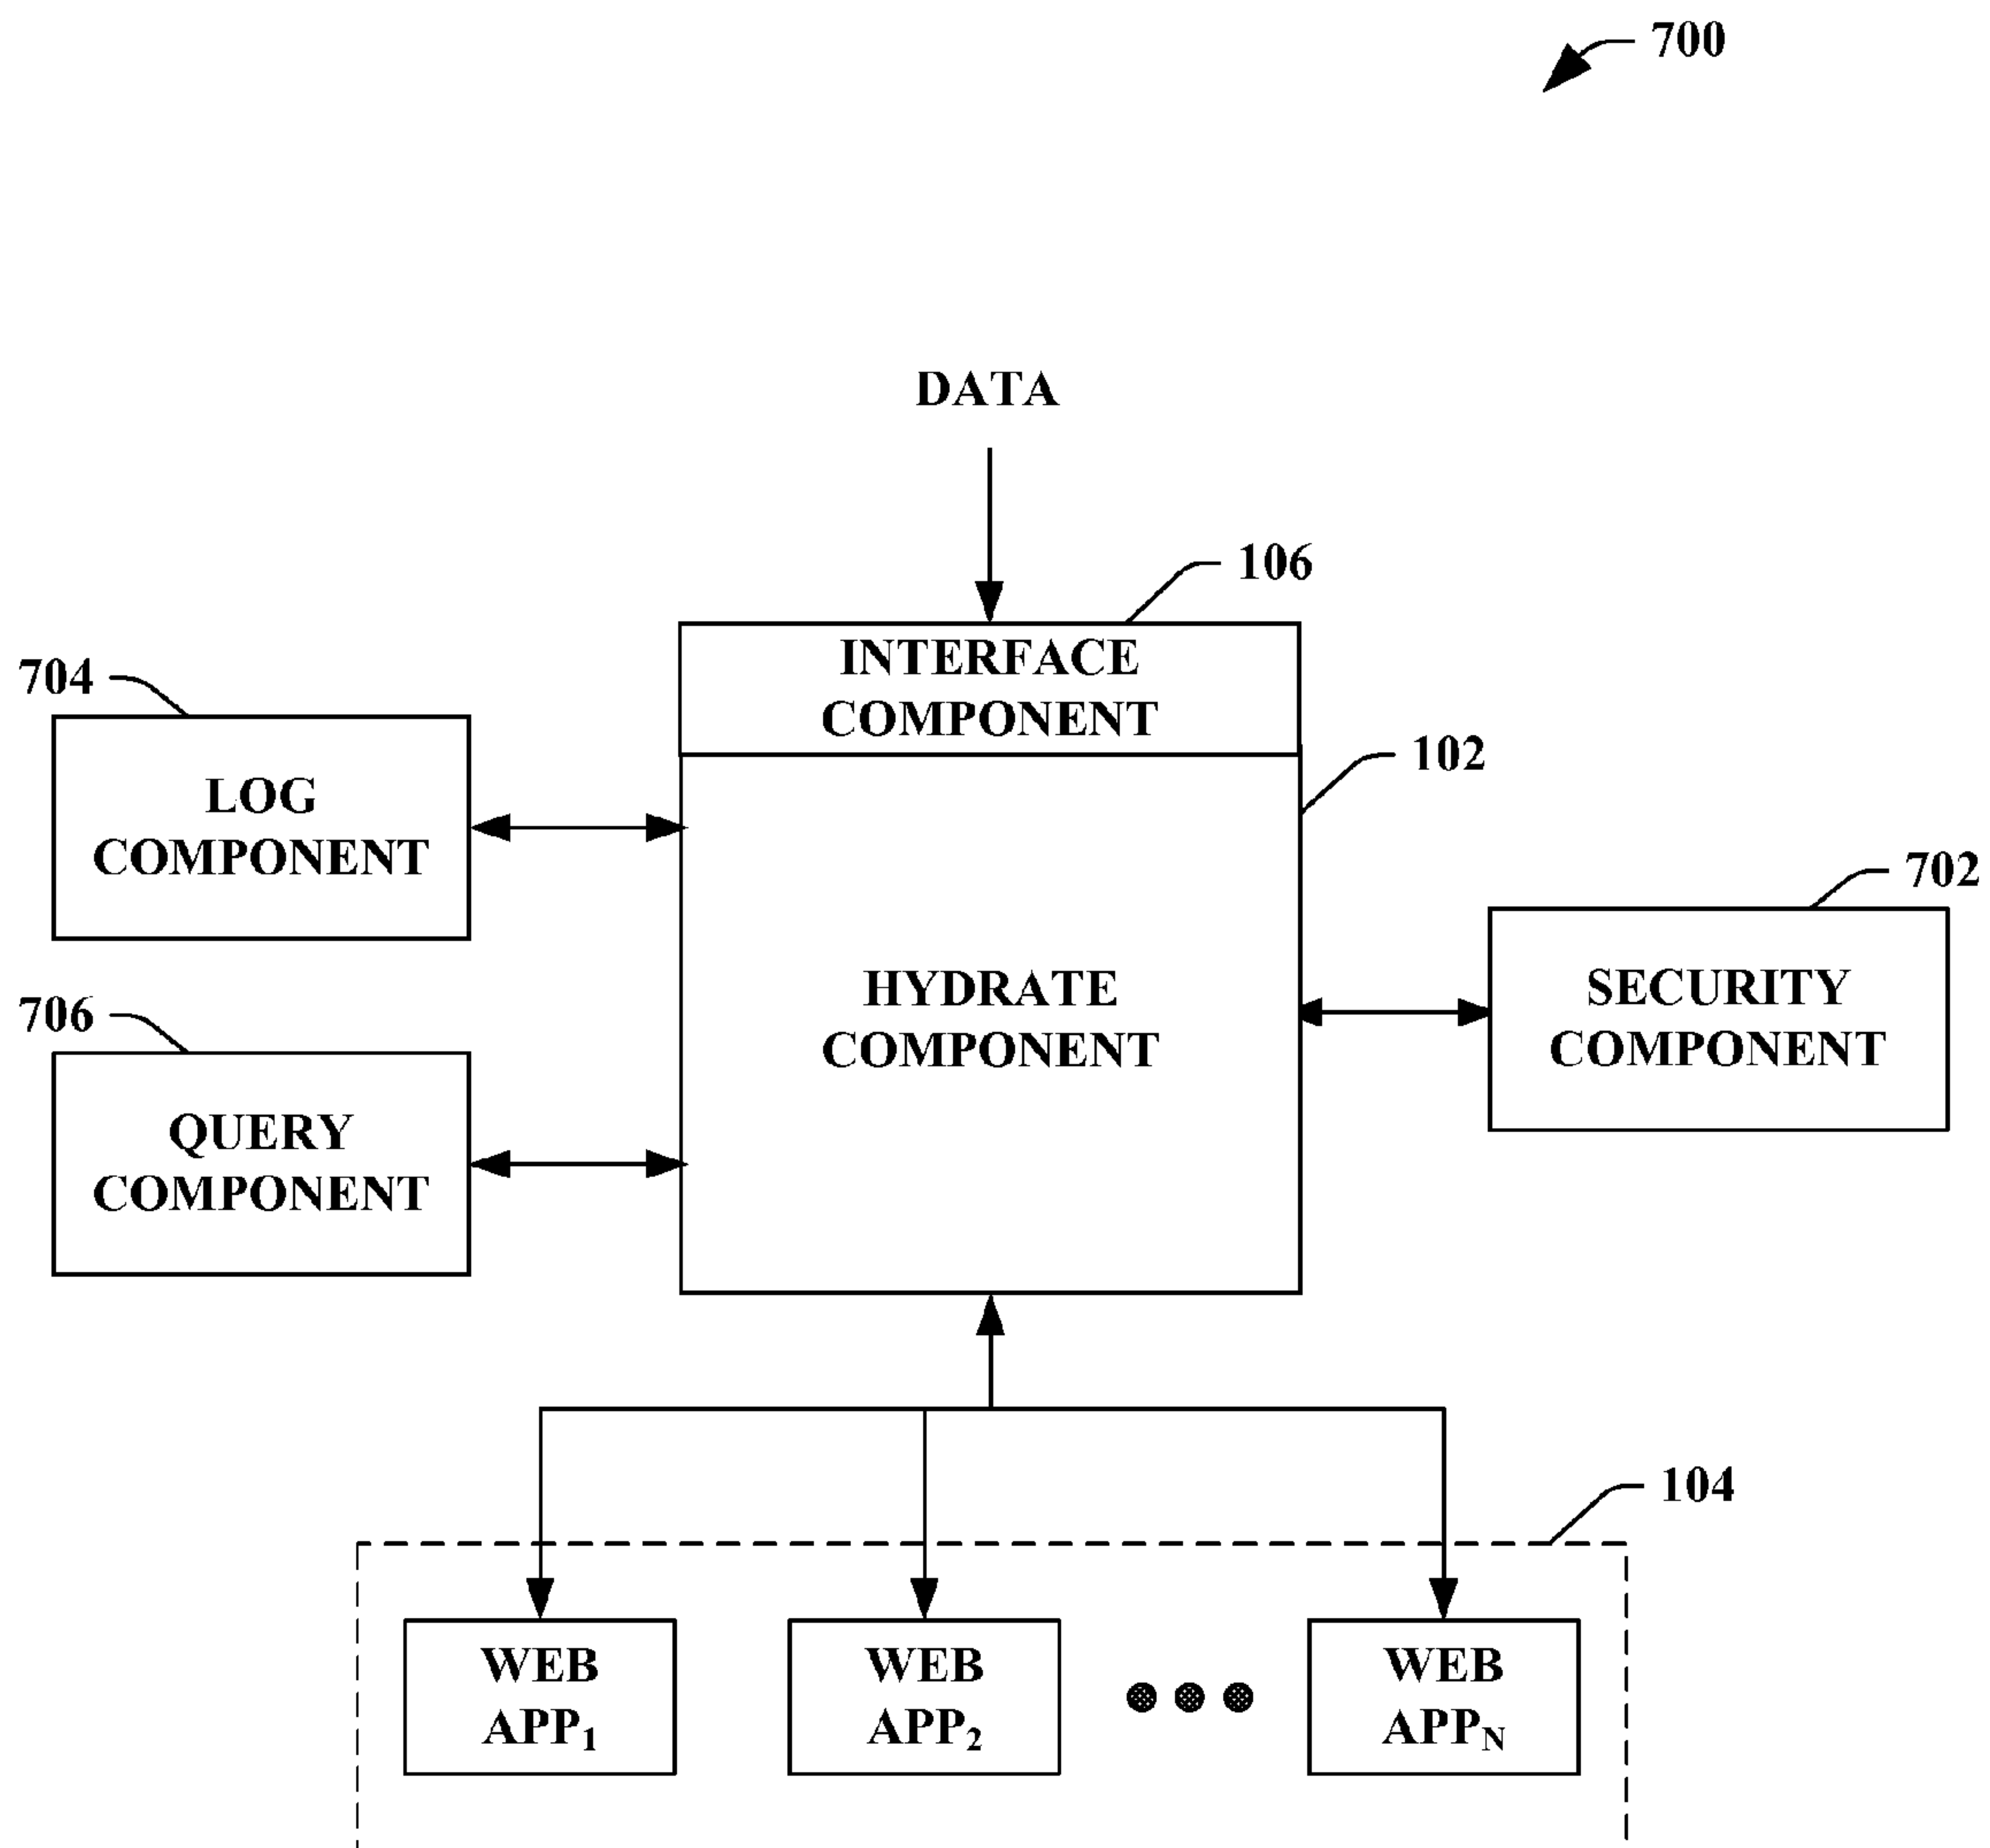 700
DATA
106
INTERFACE
COMPONENT
704
102
LOG
COMPONENT
702
HYDRATE
COMPONENT
SECURITY
COMPONENT
706
QUERY
COMPONENT
104
WEB
APP₁
WEB
APP₂
WEB
APPN